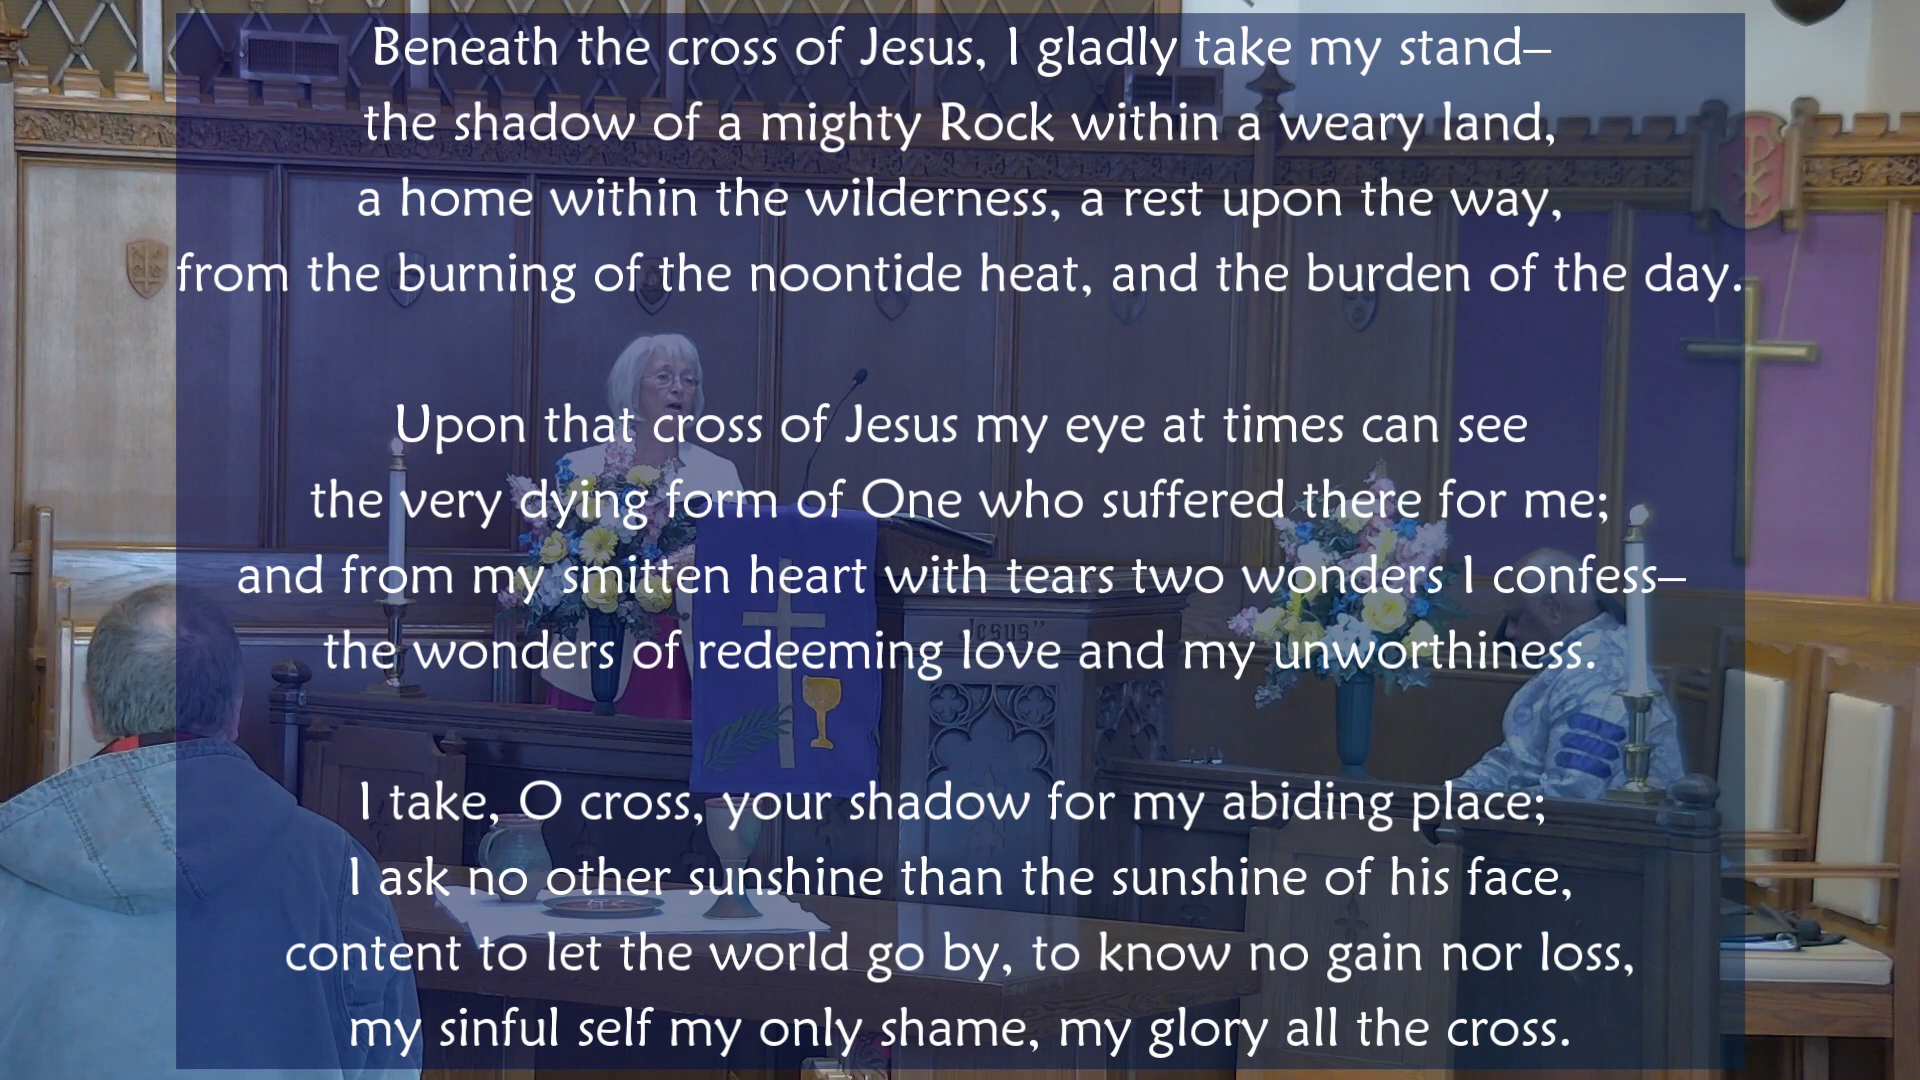 Beneath the cross of Jesus, I gladly take my stand–
the shadow of a mighty Rock within a weary land,
a home within the wilderness, a rest upon the way,
from the burning of the noontide heat, and the burden of the day.
Upon that cross of Jesus my eye at times can see
the very dying form of One who suffered there for me;
and from my smitten heart with tears two wonders I confess–
the wonders of redeeming love and my unworthiness.
I take, O cross, your shadow for my abiding place;
I ask no other sunshine than the sunshine of his face,
content to let the world go by, to know no gain nor loss,
my sinful self my only shame, my glory all the cross.
Jesus"